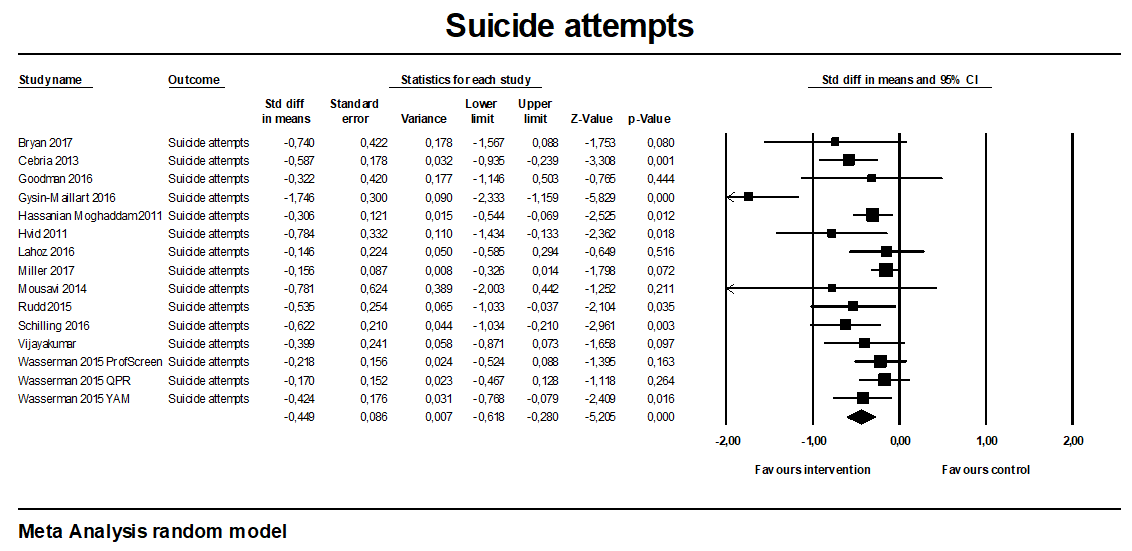 Suicide attempts
Study name Outcome Statistics for each study Std diff in means and 95% CI
Std diff in means Standard error Variance Lower limit Upper limit Z-Value p-Value
Bryan 2017 Suicide attempts -0,740 0,422 0,178 -1,567 0,088 -1,753 0,080
Cebria 2013 Suicide attempts -0,587 0,178 0,032 -0,935 -0,239 -3,308 0,001
Goodman 2016 Suicide attempts -0,322 0,420 0,177 -1,146 0,503 -0,765 0,444
Gysin-Maillart 2016 Suicide attempts -1,746 0,300 0,090 -2,333 -1,159 -5,829 0,000
Hassanian Moghaddam 2011 Suicide attempts -0,306 0,121 0,015 -0,544 -0,069 -2,525 0,012
Hvid 2011 Suicide attempts -0,784 0,332 0,110 -1,434 -0,133 -2,362 0,018
Lahoz 2016 Suicide attempts -0,146 0,224 0,050 -0,585 0,294 -0,649 0,516
Miller 2017 Suicide attempts -0,156 0,087 0,008 -0,326 0,014 -1,798 0,072
Mousavi 2014 Suicide attempts -0,781 0,624 0,389 -2,003 0,442 -1,252 0,211
Rudd 2015 Suicide attempts -0,535 0,254 0,065 -1,033 -0,037 -2,104 0,035
Schilling 2016 Suicide attempts -0,622 0,210 0,044 -1,034 -0,210 -2,961 0,003
Vijayakumar Suicide attempts -0,399 0,241 0,058 -0,871 0,073 -1,658 0,097
Wasserman 2015 ProfScreen Suicide attempts -0,218 0,156 0,024 -0,524 0,088 -1,395 0,163
Wasserman 2015 QPR Suicide attempts -0,170 0,152 0,023 -0,467 0,128 -1,118 0,264
Wasserman 2015 YAM Suicide attempts -0,424 0,176 0,031 -0,768 -0,079 -2,409 0,016
-0,449 0,086 0,007 -0,618 -0,280 -5,205 0,000
-2,00 -1,00 0,00 1,00 2,00
Favours intervention Favours control
Meta Analysis random model